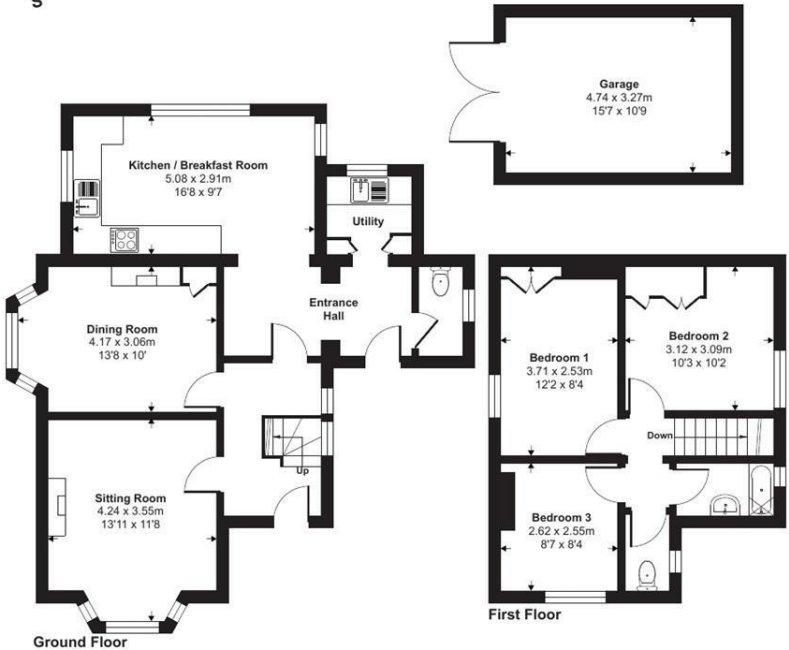 s
Garage
4.74 x 3.27m
15'7 x 10'9
Kitchen / Breakfast Room
5.08 x 2.91m
16'8 x 9'7
Utility
Entrance
Hall
Dining Room
4.17 x 3.06m
13'8 x 10'
Up
Sitting Room
4.24 x 3.55m
13'11 x 11'8
Ground Floor
Bedroom 1
3.71 x 2.53m
12'2 x 8'4
Bedroom 2
3.12 x 3.09m
10'3 x 10'2
Down
Bedroom 3
2.62 x 2.55m
8'7 x 8'4
First Floor